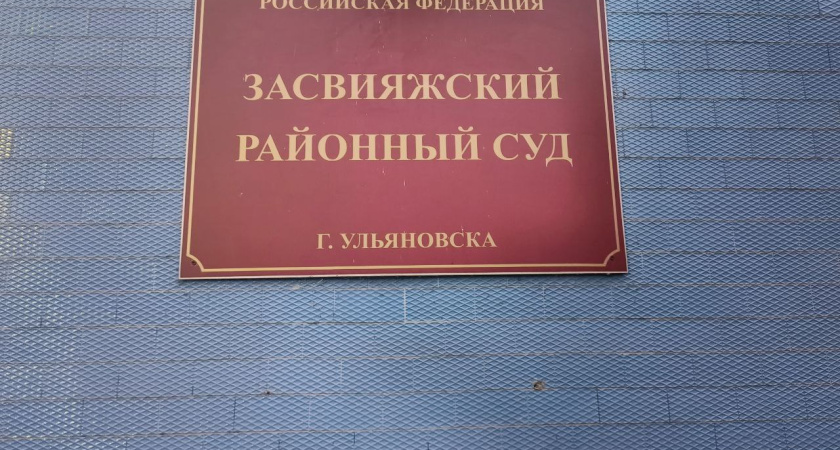 РОССИЙСКАЯ ФЕДЕРАЦИЯ
ЗАСВИЯЖСКИЙ
РАЙОННЫЙ СУД
Г. УЛЬЯНОВСКА